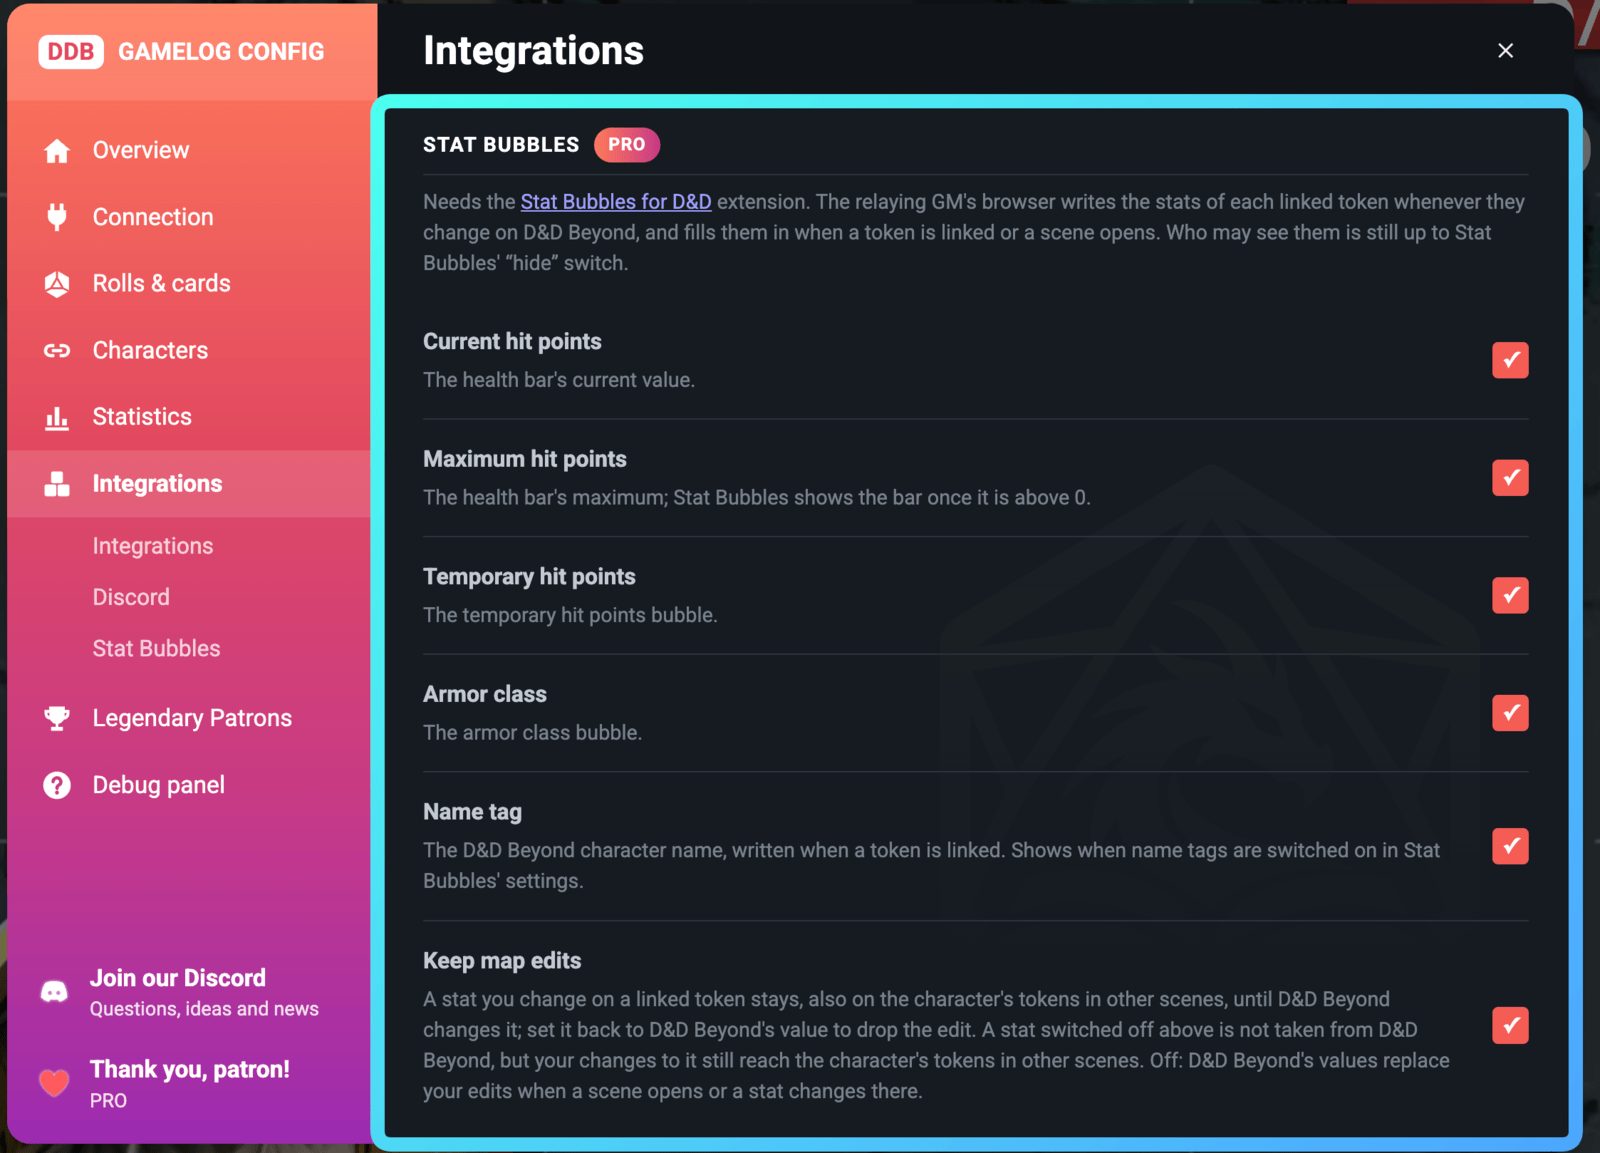 DDB GAMELOG CONFIG
Overview
Connection
Rolls & cards
Characters
Statistics
Integrations
Integrations
Discord
Stat Bubbles
Legendary Patrons
Debug panel
Join our Discord
Questions, ideas and news
Thank you, patron!
PRO
Integrations
STAT BUBBLES PRO
Needs the Stat Bubbles for D&D extension. The relaying GM's browser writes the stats of each linked token whenever they
change on D&D Beyond, and fills them in when a token is linked or a scene opens. Who may see them is still up to Stat
Bubbles' “hide” switch.
Current hit points
The health bar's current value.
Maximum hit points
The health bar's maximum; Stat Bubbles shows the bar once it is above 0.
Temporary hit points
The temporary hit points bubble.
Armor class
The armor class bubble.
Name tag
The D&D Beyond character name, written when a token is linked. Shows when name tags are switched on in Stat
Bubbles' settings.
Keep map edits
A stat you change on a linked token stays, also on the character's tokens in other scenes, until D&D Beyond
changes it; set it back to D&D Beyond's value to drop the edit. A stat switched off above is not taken from D&D
Beyond, but your changes to it still reach the character's tokens in other scenes. Off: D&D Beyond's values replace
your edits when a scene opens or a stat changes there.